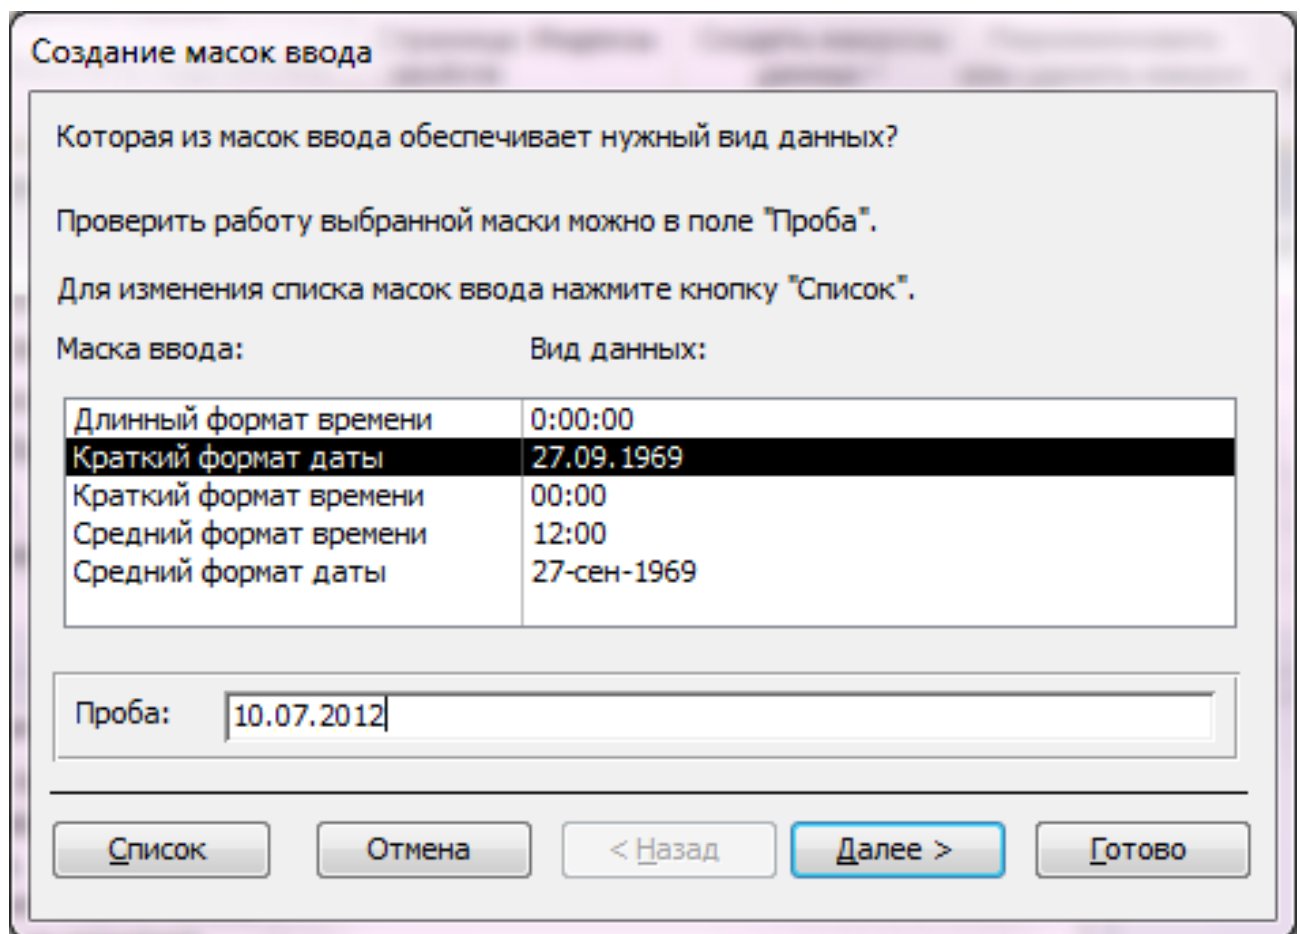 Создание масок ввода
Которая из масок ввода обеспечивает нужный вид данных?
Проверить работу выбранной маски можно в поле "Проба".
Для изменения списка масок ввода нажмите кнопку "Список".
Маска ввода: Вид данных:
Длинный формат времени 0:00:00
Краткий формат даты 27.09.1969
Краткий формат времени 00:00
Средний формат времени 12:00
Средний формат даты 27-сен-1969
Проба: 10.07.2012
Список Отмена < Назад Далее > Готово